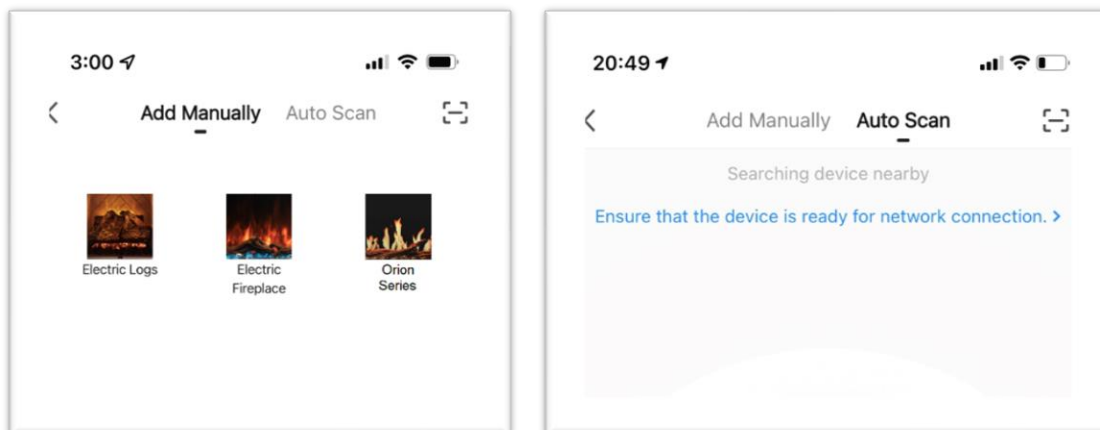 3:00
Add Manually Auto Scan
Electric Logs
Electric
Fireplace
Orion
Series
20:49
Add Manually Auto Scan
Searching device nearby
Ensure that the device is ready for network connection. >